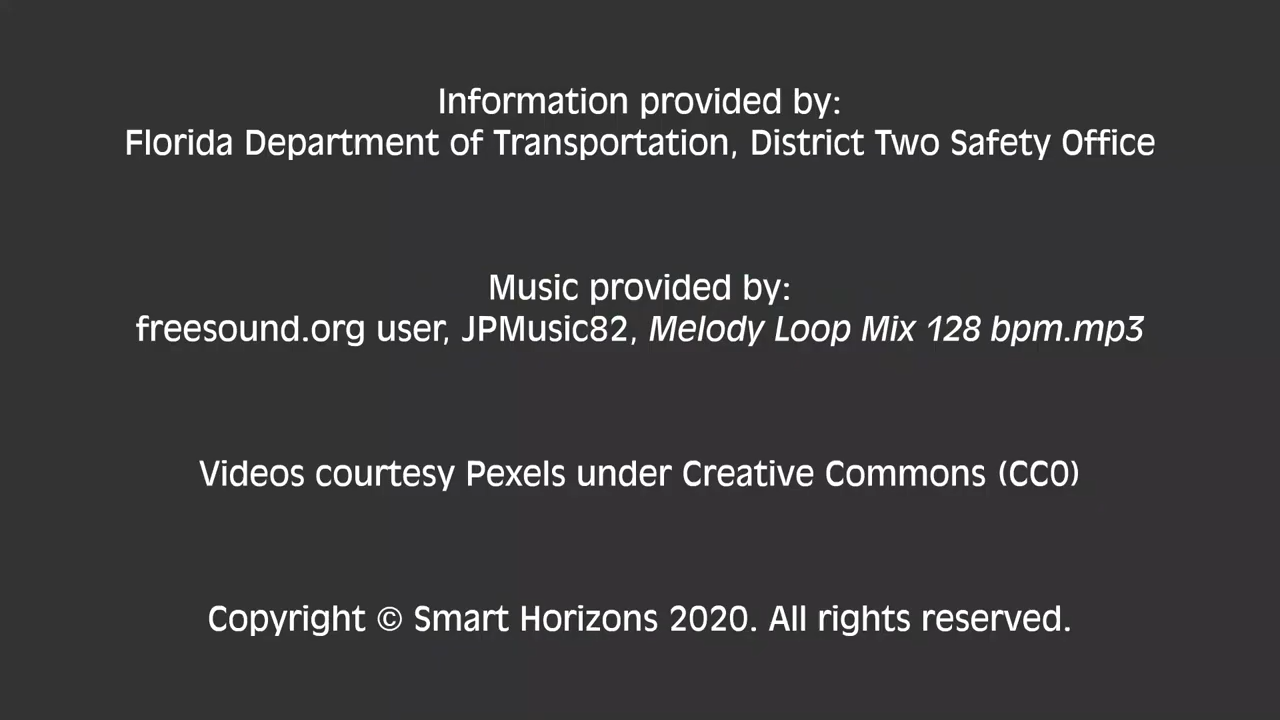 Information provided by:
Florida Department of Transportation, District Two Safety Office
Music provided by:
freesound.org user, JPMusic82, Melody Loop Mix 128 bpm.mp3
Videos courtesy Pexels under Creative Commons (CC0)
Copyright © Smart Horizons 2020. All rights reserved.